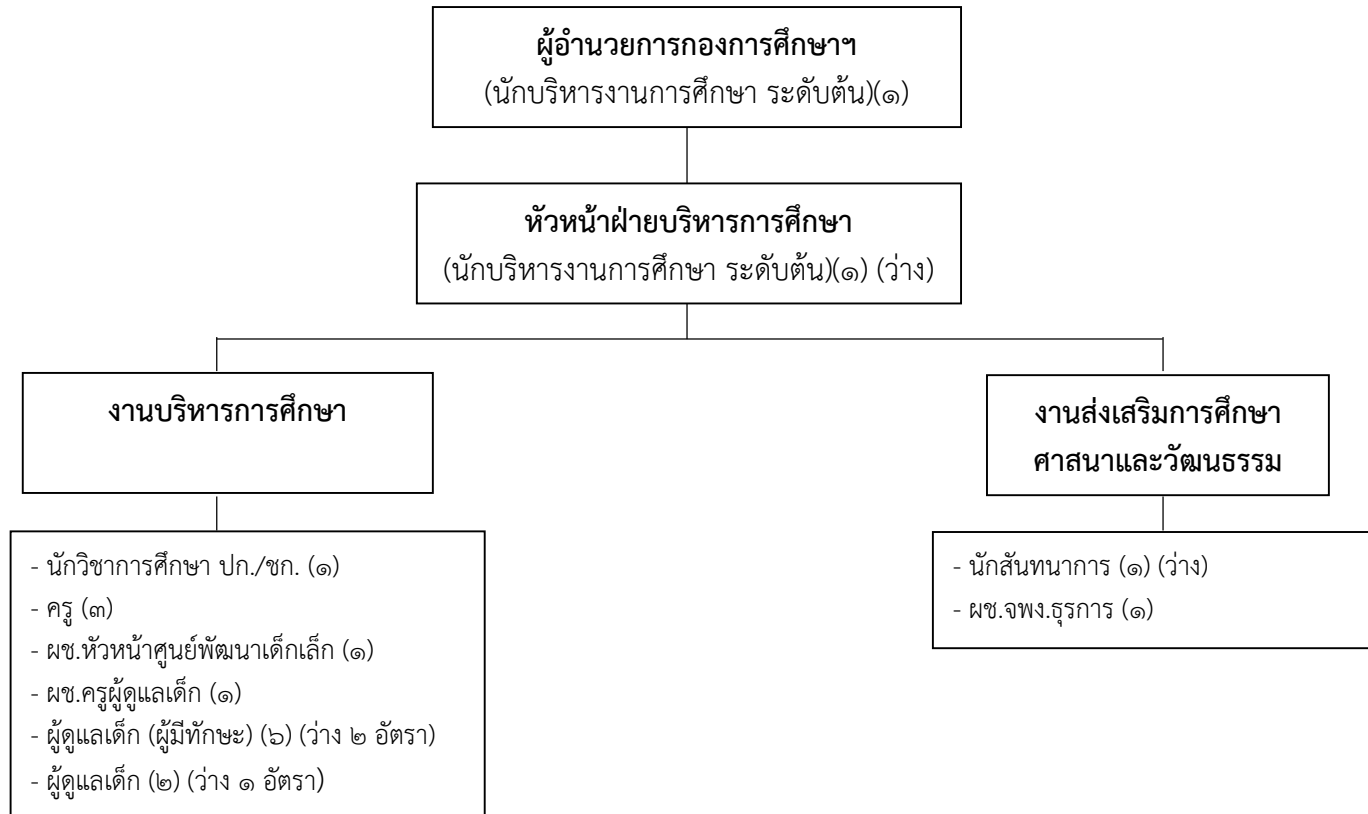 ผู้อำนวยการกองการศึกษาฯ
(นักบริหารงานการศึกษา ระดับต้น)(๑)
หัวหน้าฝ่ายบริหารการศึกษา
(นักบริหารงานการศึกษา ระดับต้น)(๑) (ว่าง)
งานบริหารการศึกษา
- นักวิชาการศึกษา ปก./ชก. (๑)
- ครู (๓)
- ผช.หัวหน้าศูนย์พัฒนาเด็กเล็ก (๑)
- ผช.ครูผู้ดูแลเด็ก (๑)
- ผู้ดูแลเด็ก (ผู้มีทักษะ) (๖) (ว่าง ๒ อัตรา)
- ผู้ดูแลเด็ก (๒) (ว่าง ๑ อัตรา)
งานส่งเสริมการศึกษา
ศาสนาและวัฒนธรรม
- นักสันทนาการ (๑) (ว่าง)
- ผช.จพง.ธุรการ (๑)